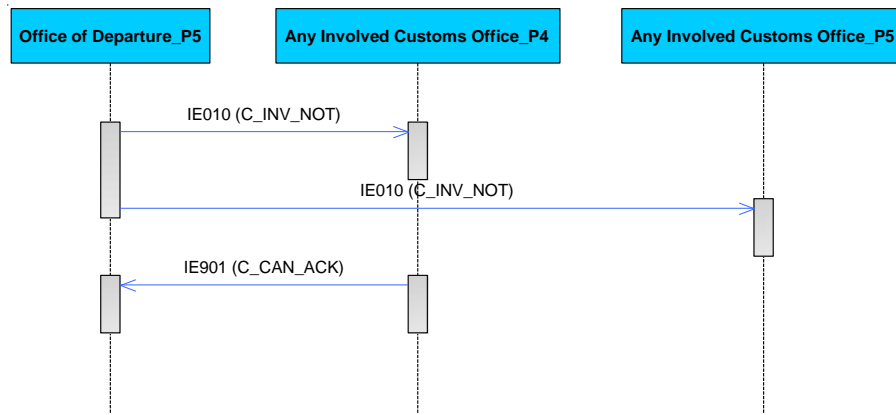 Office of Departure_P5
Any Involved Customs Office_P4
Any Involved Customs Office_P5
IE010 (C_INV_NOT)
IE010 (C_INV_NOT)
IE901 (C_CAN_ACK)